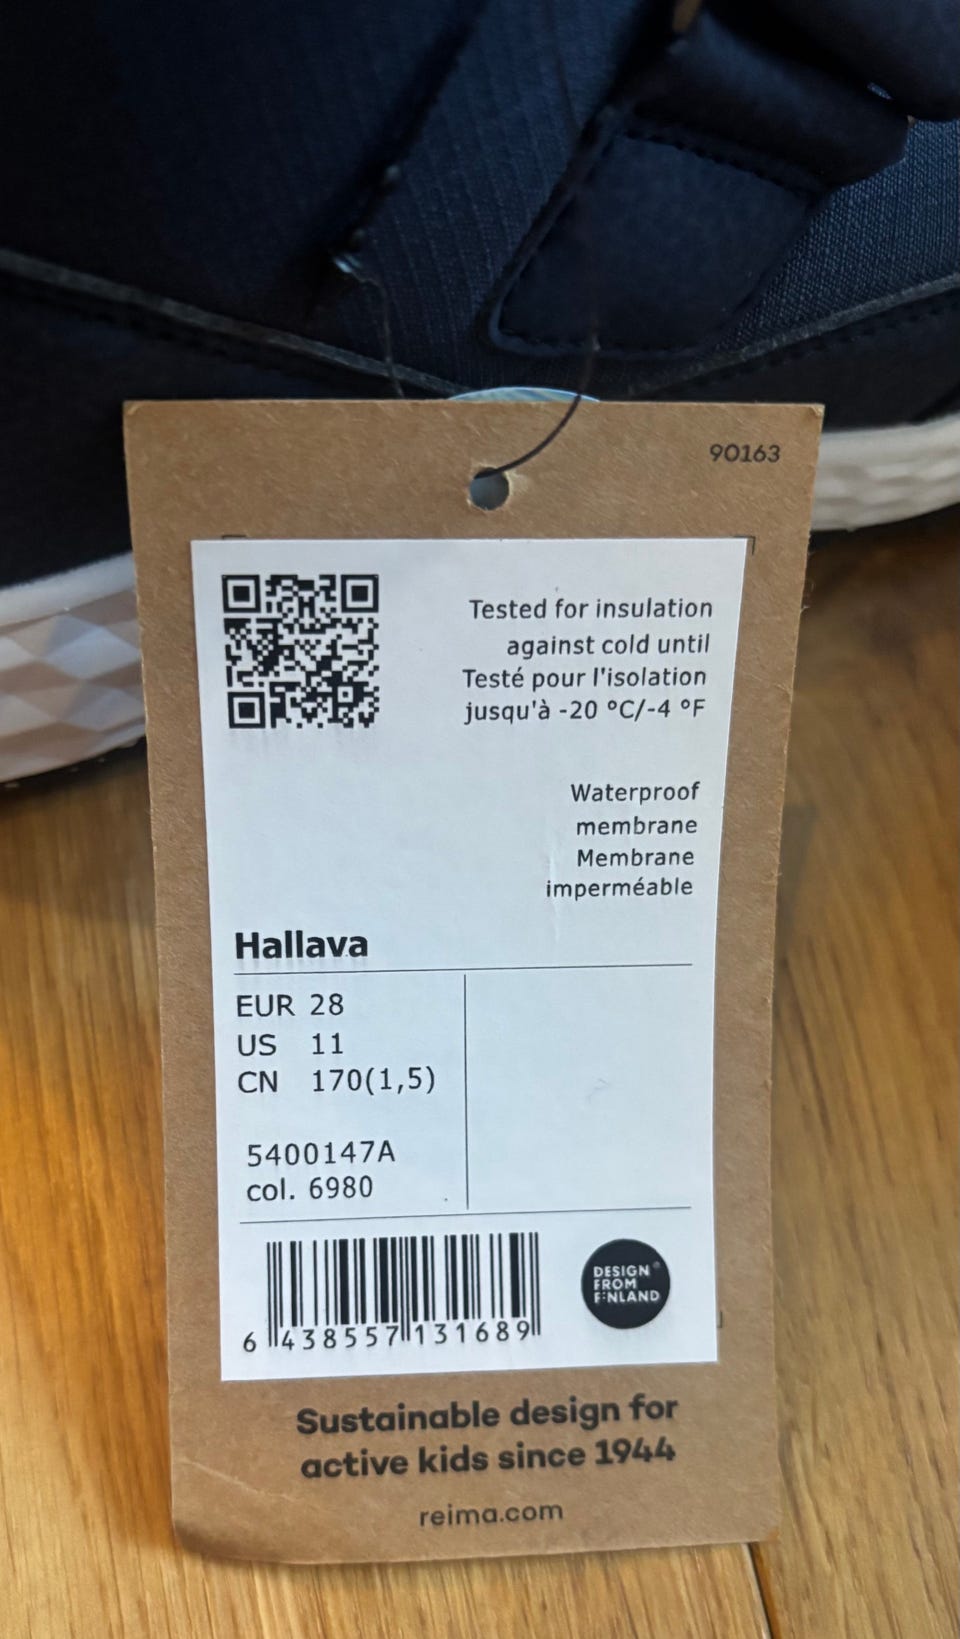 90163
Tested for insulation
against cold until
Testé pour l'isolation
jusqu'à -20 °C/-4 °F
Waterproof
membrane
Membrane
imperméable
Hallava
EUR 28
US 11
CN 170(1,5)
5400147A
col. 6980
6 438557 131689
DESIGN
FROM
FINLAND
Sustainable design for
active kids since 1944
reima.com